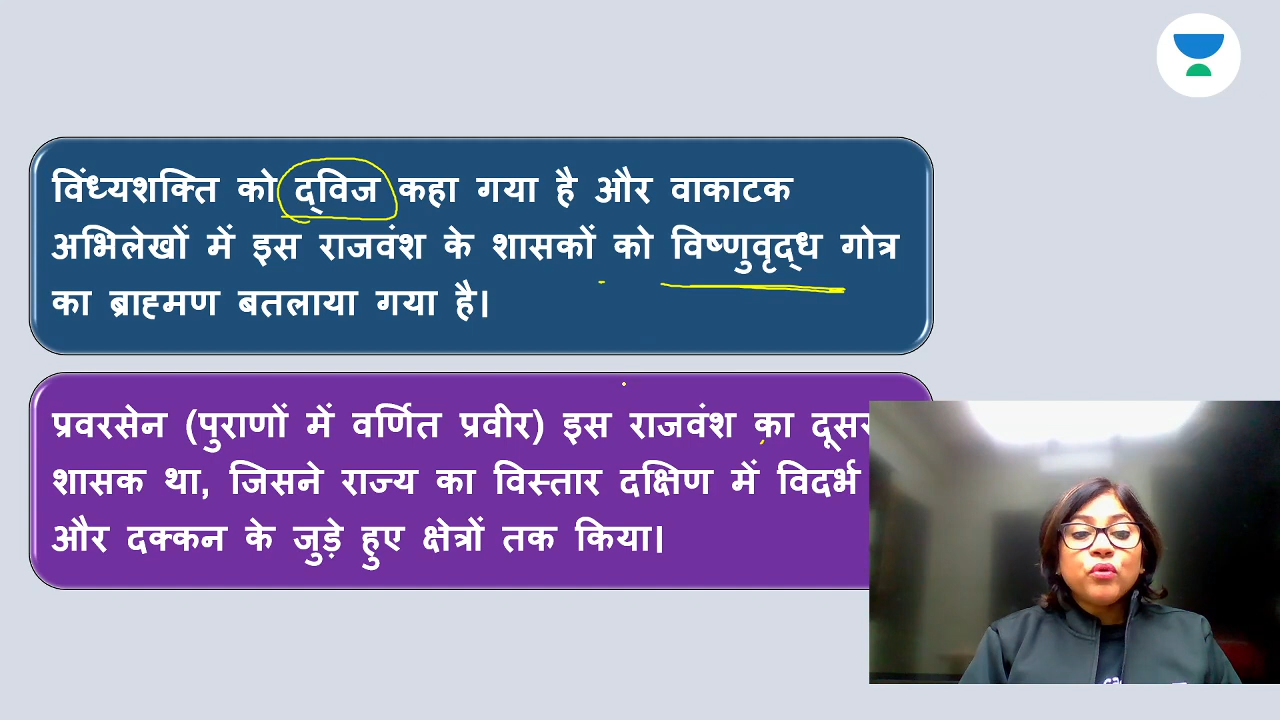 विंध्यशक्ति को द्विज कहा गया है और वाकाटक
अभिलेखों में इस राजवंश के शासकों को विष्णुवृद्ध गोत्र
का ब्राह्मण बतलाया गया है।
प्रवरसेन (पुराणों में वर्णित प्रवीर) इस राजवंश का
शासक था, जिसने राज्य का विस्तार दक्षिण में विदर्भ
और दक्कन के जुड़े हुए क्षेत्रों तक किया।